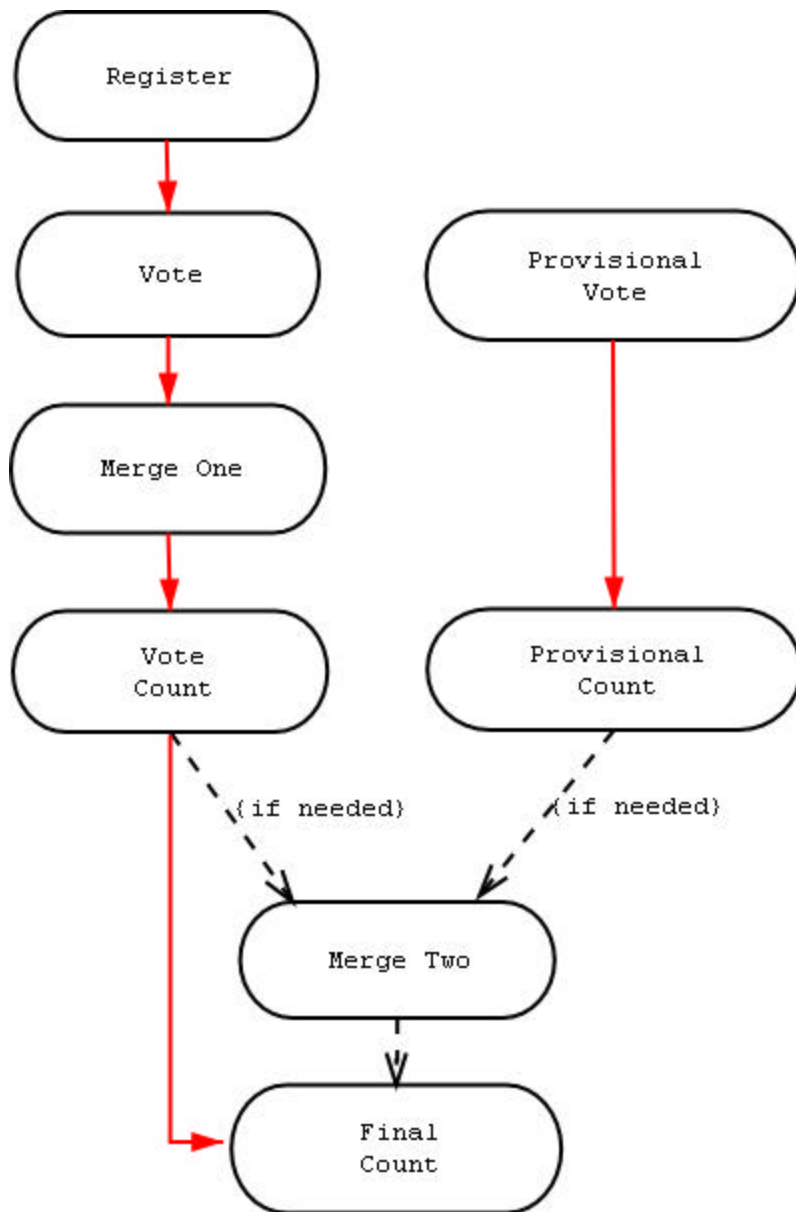 Register
Vote
Provisional
Vote
Merge One
Vote
Count
Provisional
Count
{if needed}
{if needed}
Merge Two
Final
Count